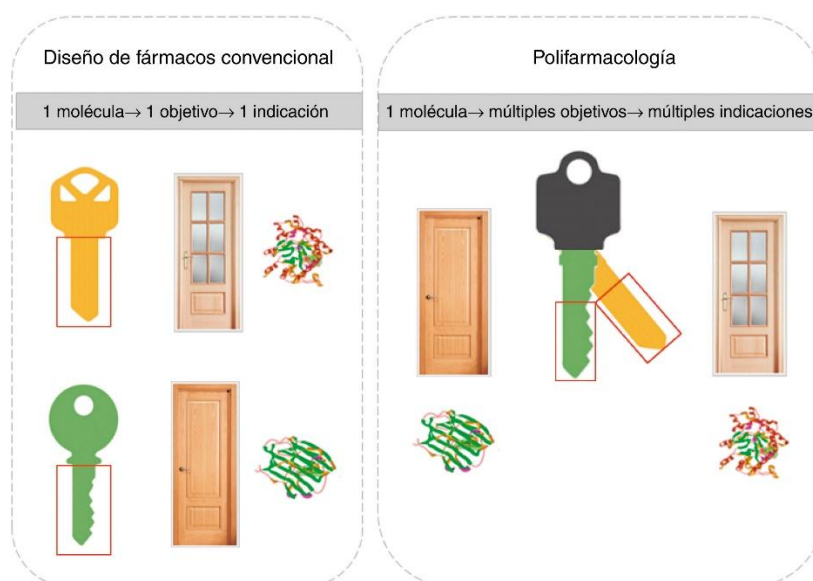 Diseño de fármacos convencional
1 molécula→ 1 objetivo→ 1 indicación
Polifarmacología
1 molécula→ múltiples objetivos→ múltiples indicaciones